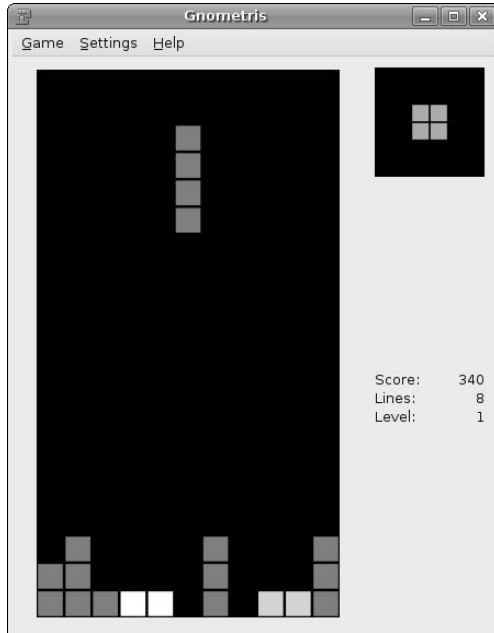 Gnometris
Game Settings Help
Score: 340
Lines: 8
Level: 1